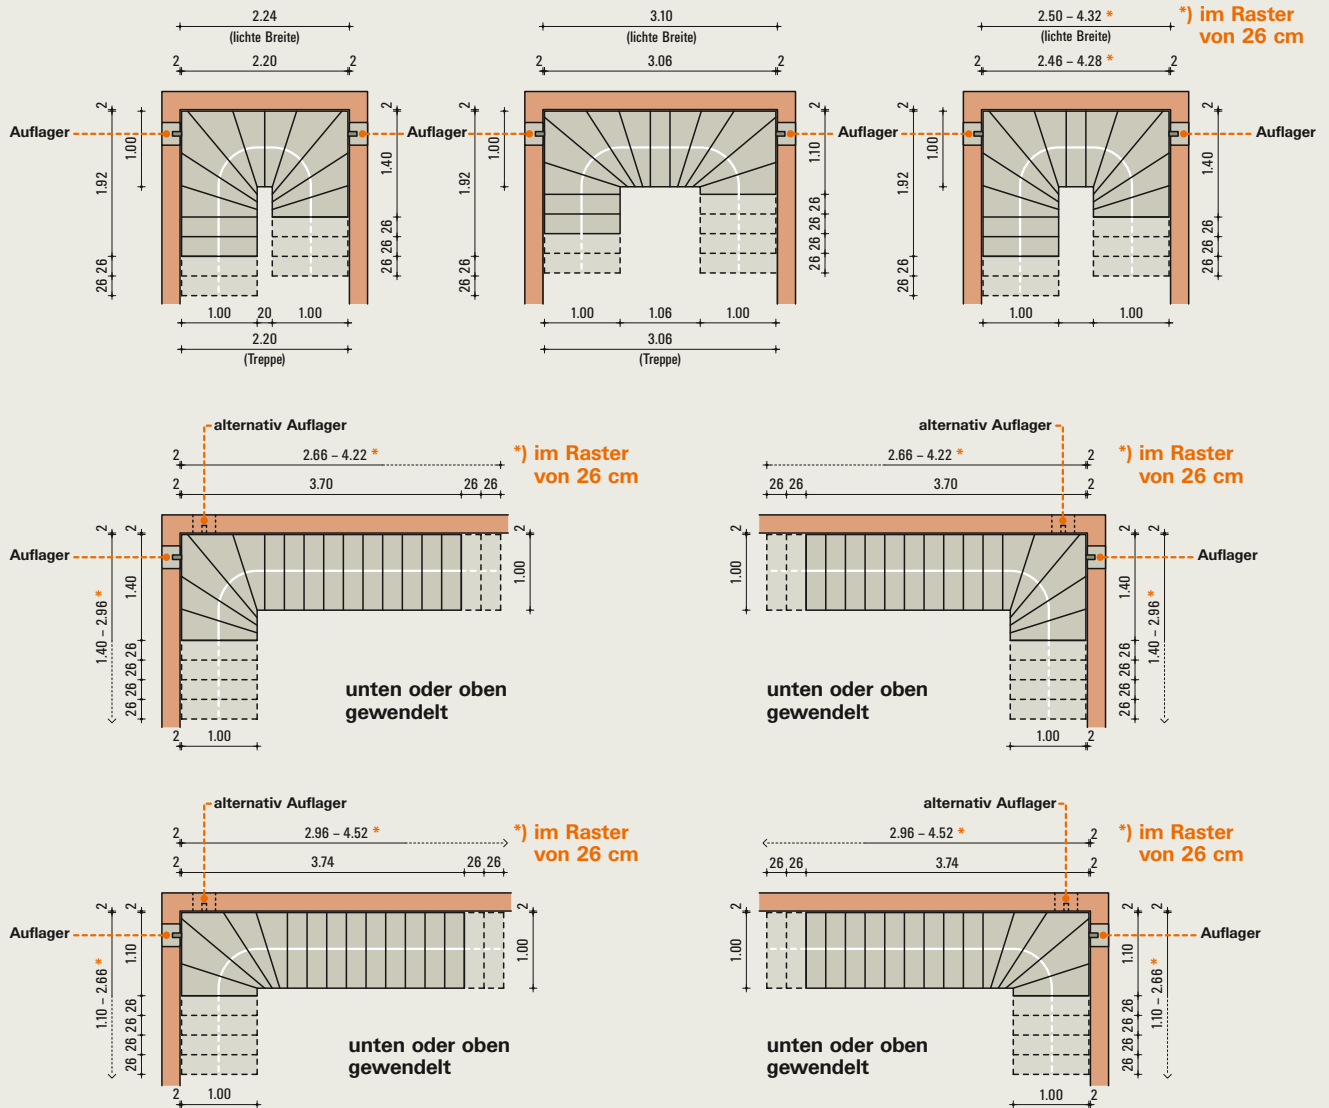 2.24
(lichte Breite)
2 2.20 2
2
1.00
1.92
26 26
2
1.40
26 26 26
Auflager
1.00 20 1.00
2.20
(Treppe)
3.10
(lichte Breite)
2 3.06 2
2
1.00
1.92
26 26
2
1.10
26 26 26 26
Auflager
1.00 1.06 1.00
3.06
(Treppe)
2.50 – 4.32 *
(lichte Breite)
2 2.46 – 4.28 * 2
*) im Raster
von 26 cm
2
1.00
1.92
26 26
2
1.40
26 26 26
Auflager
Auflager
1.00 1.00
alternativ Auflager
2 2.66 – 4.22 *
2 3.70 26 26
*) im Raster
von 26 cm
2 2
2
Auflager
1.40
1.00
1.40 – 2.96 *
26 26 26 26
unten oder oben
gewendelt
2 1.00
alternativ Auflager
2.66 – 4.22 * 2
26 26 3.70 2
*) im Raster
von 26 cm
2
2 2
Auflager
1.00
1.40
1.40 – 2.96 *
26 26 26 26
unten oder oben
gewendelt
1.00 2
alternativ Auflager
2 2.96 – 4.52 *
2 3.74 26 26
*) im Raster
von 26 cm
2 2
2
Auflager
1.10
1.00
1.10 – 2.66 *
26 26 26 26
unten oder oben
gewendelt
2 1.00
alternativ Auflager
2.96 – 4.52 * 2
26 26 3.74 2
*) im Raster
von 26 cm
2
2 2
Auflager
1.00
1.10
1.10 – 2.66 *
26 26 26 26
unten oder oben
gewendelt
1.00 2